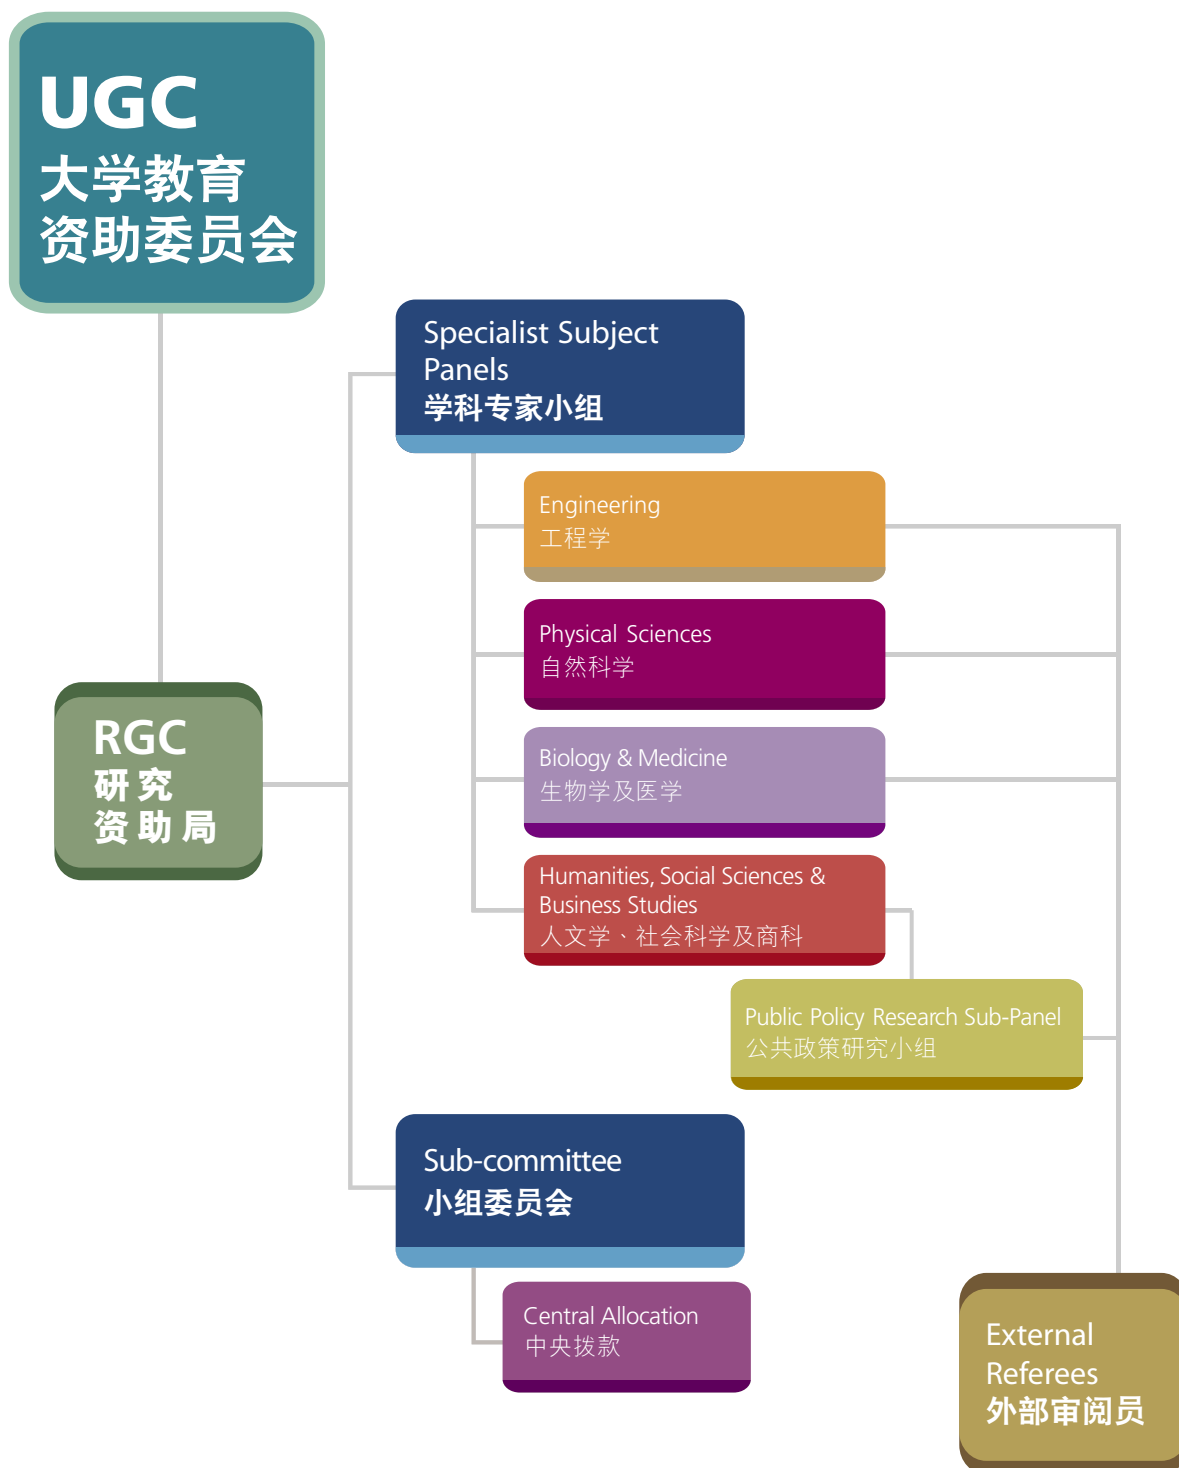 UGC
大学教育
资助委员会
Specialist Subject
Panels
学科专家小组
Engineering
工程学
Physical Sciences
自然科学
RGC
研究
资助局
Biology & Medicine
生物学及医学
Humanities, Social Sciences &
Business Studies
人文学、社会科学及商科
Public Policy Research Sub-Panel
公共政策研究小组
Sub-committee
小组委员会
Central Allocation
中央拨款
External
Referees
外部审阅员